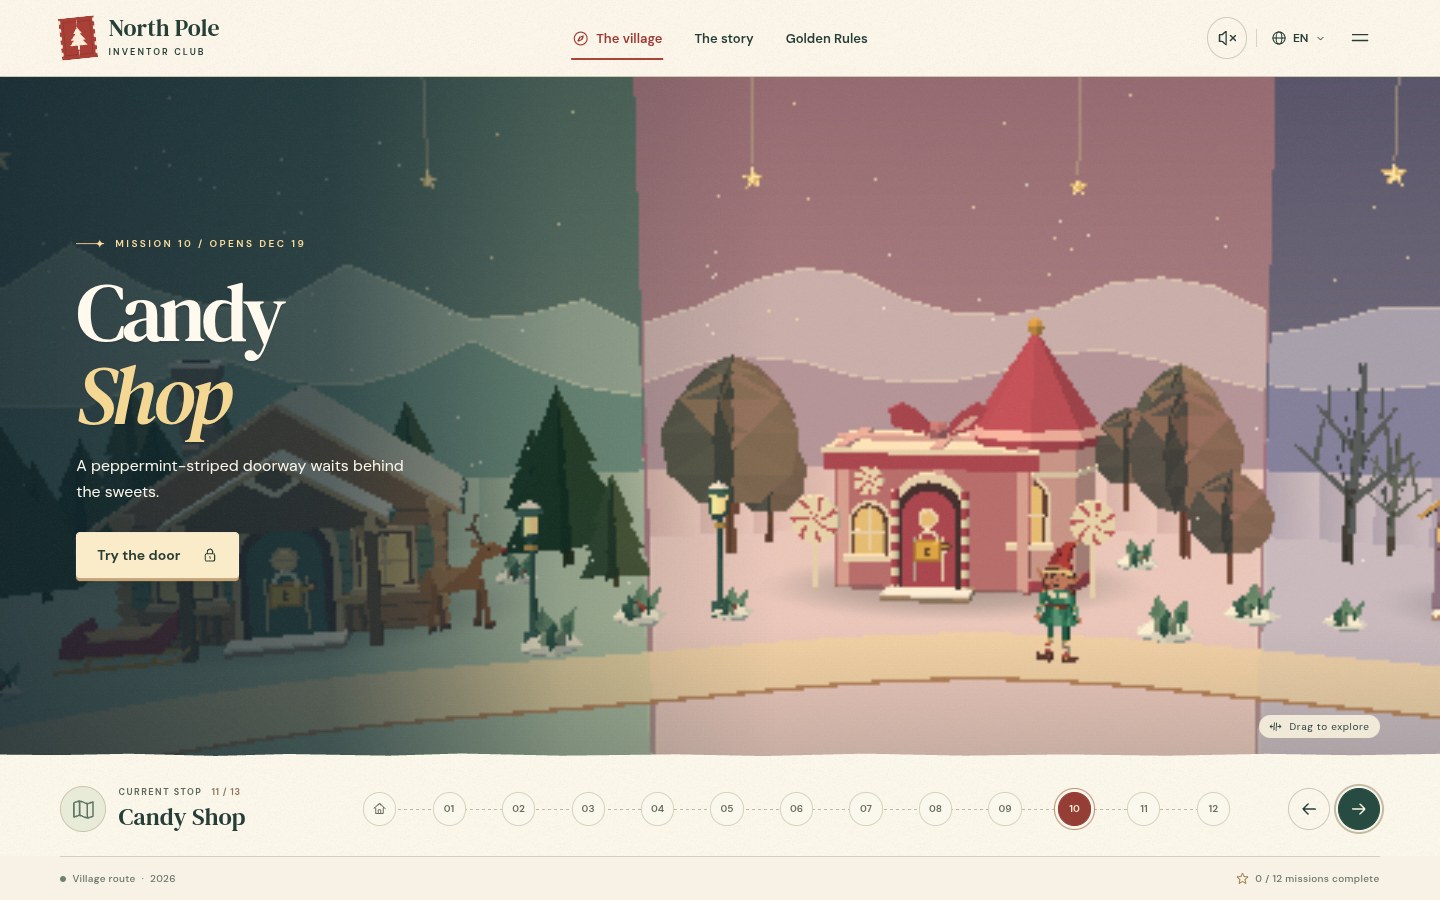 North Pole
INVENTOR CLUB
The village
The story
Golden Rules
EN
MISSION 10 / OPENS DEC 19
Candy
Shop
A peppermint-striped doorway waits behind
the sweets.
Try the door
Drag to explore
CURRENT STOP 11 / 13
Candy Shop
01
02
03
04
05
06
07
08
09
10
11
12
Village route · 2026
0 / 12 missions complete